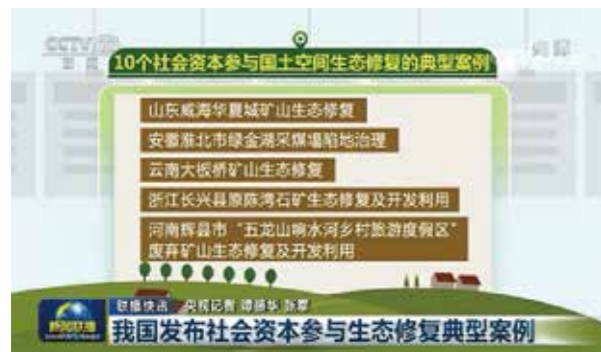 CCTV
10个社会资本参与国土空间生态修复的典型案例
山东威海华夏城矿山生态修复
安徽淮北市绿金湖采煤塌陷地治理
云南大板桥矿山生态修复
浙江长兴县原陈湾石矿生态修复及开发利用
河南辉县市“五龙山响水河乡村旅游度假区”
废弃矿山生态修复及开发利用
联播快讯 央视记者
新闻联播
我国发布社会资本参与生态修复典型案例